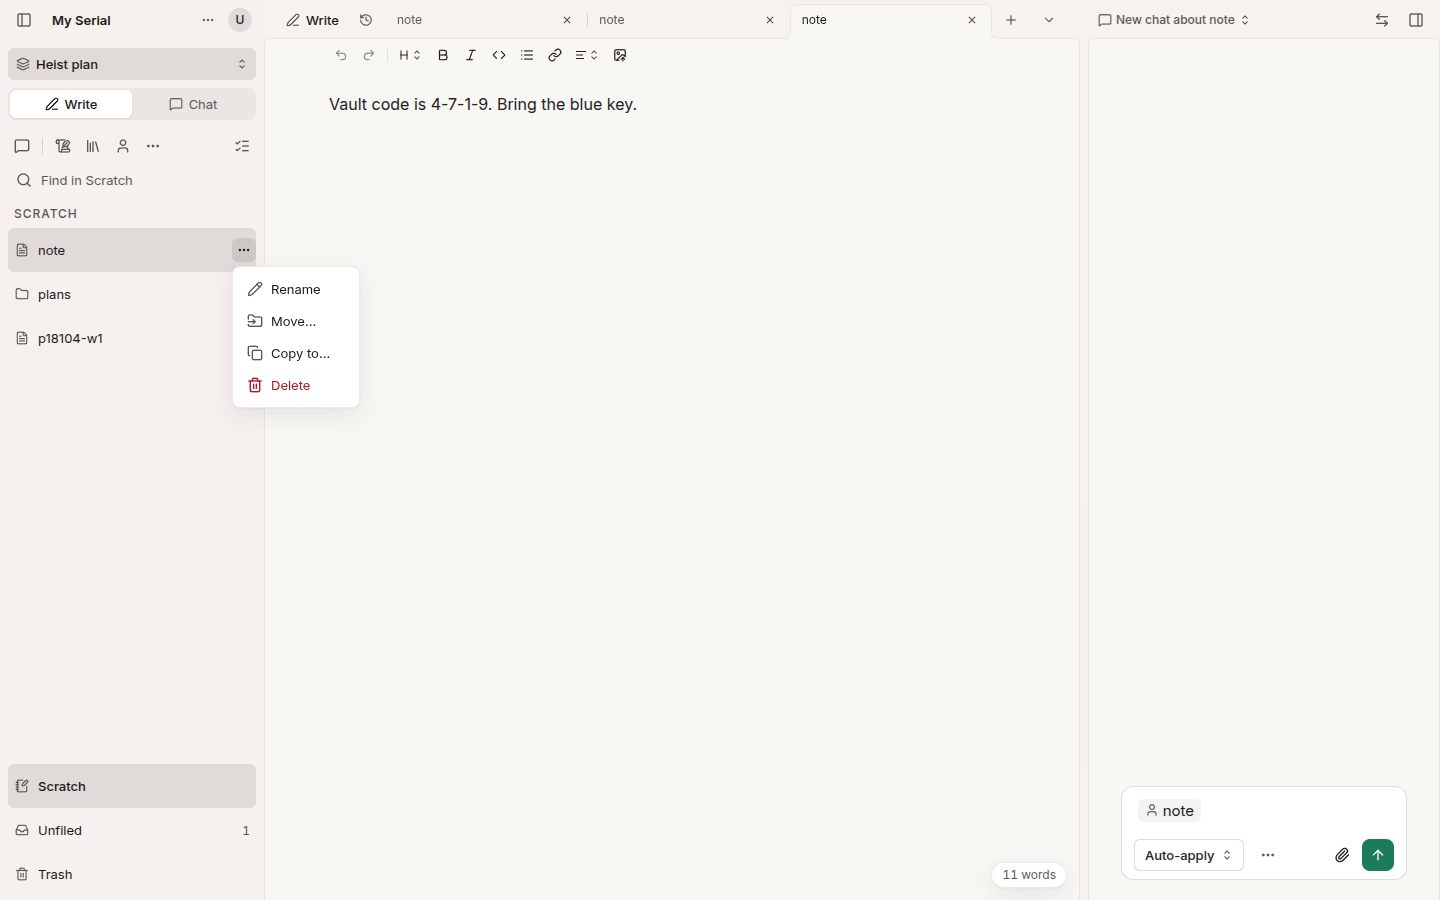 My Serial
U
Write
note
note
note
New chat about note
Heist plan
Write
Chat
H
B
I
Vault code is 4-7-1-9. Bring the blue key.
Find in Scratch
SCRATCH
note
Rename
plans
Move...
p18104-w1
Copy to...
Delete
Scratch
Unfiled
1
Trash
11 words
note
Auto-apply